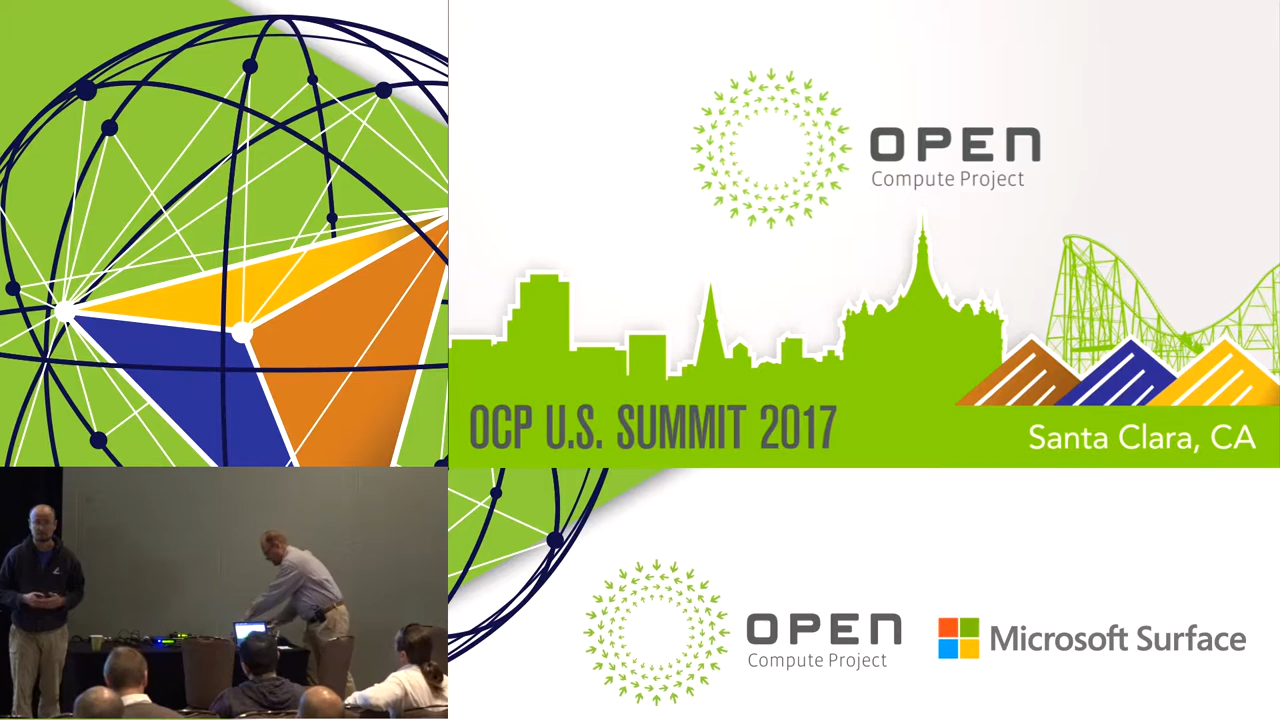 OPEN
Compute Project
OCP U.S. SUMMIT 2017
Santa Clara, CA
OPEN
Compute Project
Microsoft Surface